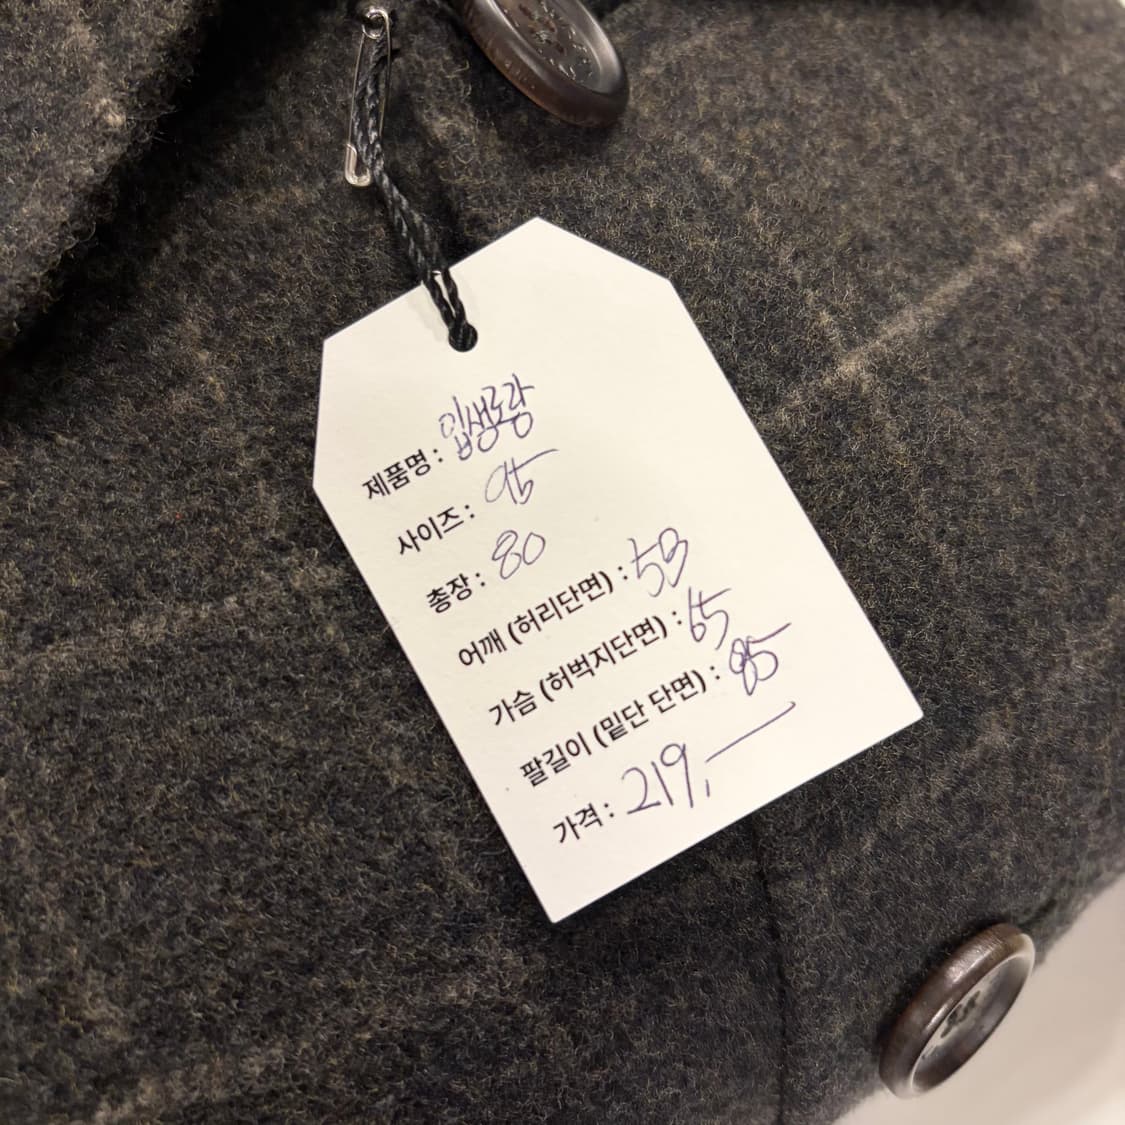 제품명 : 입생로랑
사이즈 : 95
총장 : 80
어깨 (허리단면) : 53
가슴 (허벅지단면) : 65
팔길이 (밑단 단면) : 85
가격 : 219,—